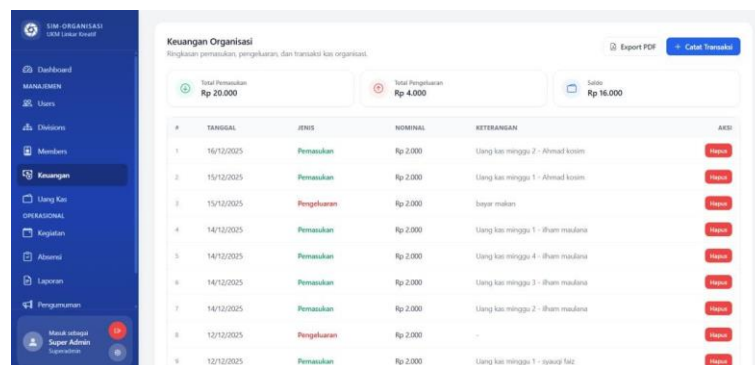 SIM-ORGANISASI
UKM Linkar Kreatif
Dashboard
MANAJEMEN
Users
Divisions
Members
Keuangan
Uang Kas
OPERASIONAL
Kegiatan
Absensi
Laporan
Pengumuman
Masuk sebagai
Super Admin
Superadmin
Keuangan Organisasi
Ringkasan pemasukan, pengeluaran, dan transaksi kas organisasi.
Export PDF
+ Catat Transaksi
Total Pemasukan
Rp 20.000
Total Pengeluaran
Rp 4.000
Saldo
Rp 16.000
# TANGGAL JENIS NOMINAL KETERANGAN AKSI
1 16/12/2025 Pemasukan Rp 2.000 Uang kas minggu 2 - Ahmad kosim Hapus
2 15/12/2025 Pemasukan Rp 2.000 Uang kas minggu 1 - Ahmad kosim Hapus
3 15/12/2025 Pengeluaran Rp 2.000 bayar makan Hapus
4 14/12/2025 Pemasukan Rp 2.000 Uang kas minggu 1 - ilham maulana Hapus
5 14/12/2025 Pemasukan Rp 2.000 Uang kas minggu 4 - ilham maulana Hapus
6 14/12/2025 Pemasukan Rp 2.000 Uang kas minggu 3 - ilham maulana Hapus
7 14/12/2025 Pemasukan Rp 2.000 Uang kas minggu 2 - ilham maulana Hapus
8 12/12/2025 Pengeluaran Rp 2.000 - Hapus
9 12/12/2025 Pemasukan Rp 2.000 Uang kas minggu 1 - syauqi faiz Hapus